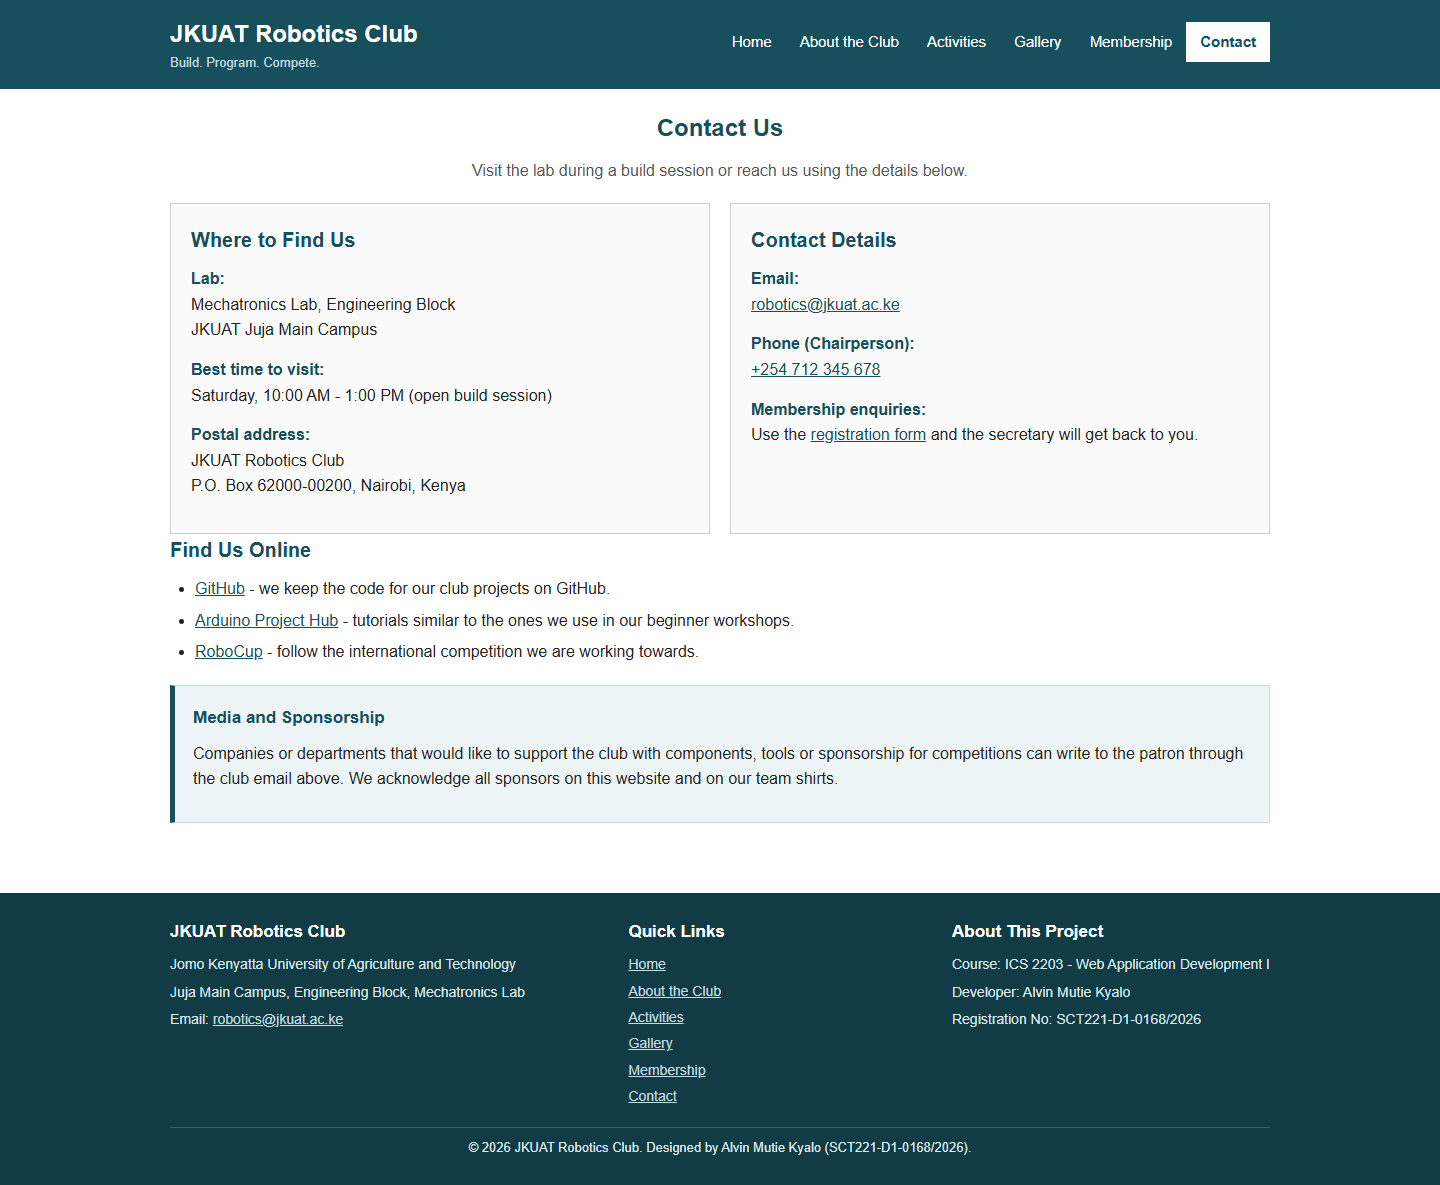 JKUAT Robotics Club
Build. Program. Compete.
Home
About the Club
Activities
Gallery
Membership
Contact
Contact Us
Visit the lab during a build session or reach us using the details below.
Where to Find Us
Lab:
Mechatronics Lab, Engineering Block
JKUAT Juja Main Campus
Best time to visit:
Saturday, 10:00 AM - 1:00 PM (open build session)
Postal address:
JKUAT Robotics Club
P.O. Box 62000-00200, Nairobi, Kenya
Contact Details
Email:
robotics@jkuat.ac.ke
Phone (Chairperson):
+254 712 345 678
Membership enquiries:
Use the registration form and the secretary will get back to you.
Find Us Online
• GitHub - we keep the code for our club projects on GitHub.
• Arduino Project Hub - tutorials similar to the ones we use in our beginner workshops.
• RoboCup - follow the international competition we are working towards.
Media and Sponsorship
Companies or departments that would like to support the club with components, tools or sponsorship for competitions can write to the patron through
the club email above. We acknowledge all sponsors on this website and on our team shirts.
JKUAT Robotics Club
Jomo Kenyatta University of Agriculture and Technology
Juja Main Campus, Engineering Block, Mechatronics Lab
Email: robotics@jkuat.ac.ke
Quick Links
Home
About the Club
Activities
Gallery
Membership
Contact
About This Project
Course: ICS 2203 - Web Application Development I
Developer: Alvin Mutie Kyalo
Registration No: SCT221-D1-0168/2026
© 2026 JKUAT Robotics Club. Designed by Alvin Mutie Kyalo (SCT221-D1-0168/2026).